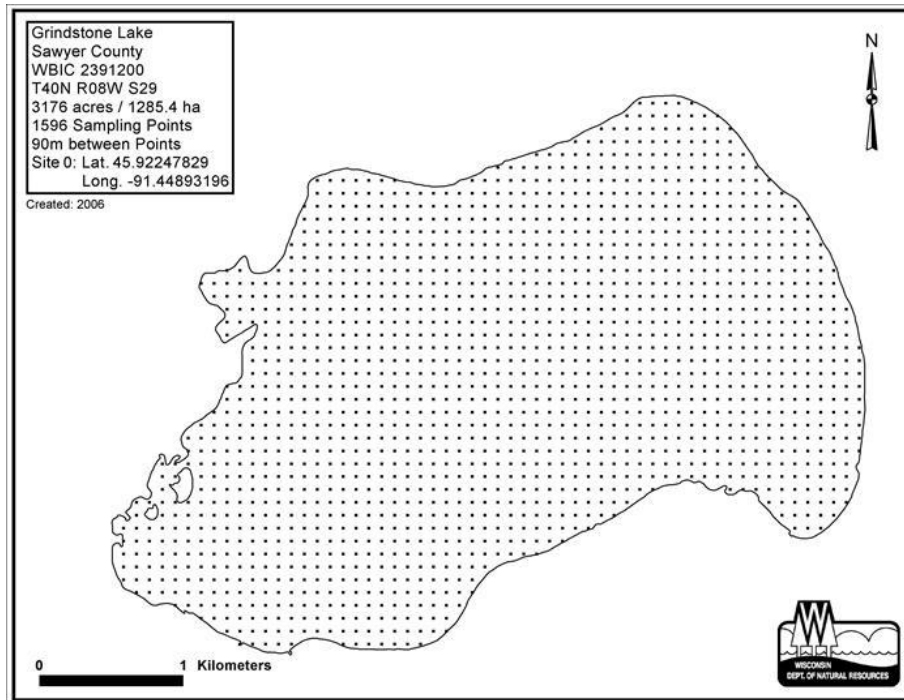 Grindstone Lake
Sawyer County
WBIC 2391200
T40N R08W S29
3176 acres / 1285.4 ha
1596 Sampling Points
90m between Points
Site 0: Lat. 45.92247829
Long. -91.44893196
Created: 2006
N
0 1 Kilometers
W
WISCONSIN
DEPT. OF NATURAL RESOURCES